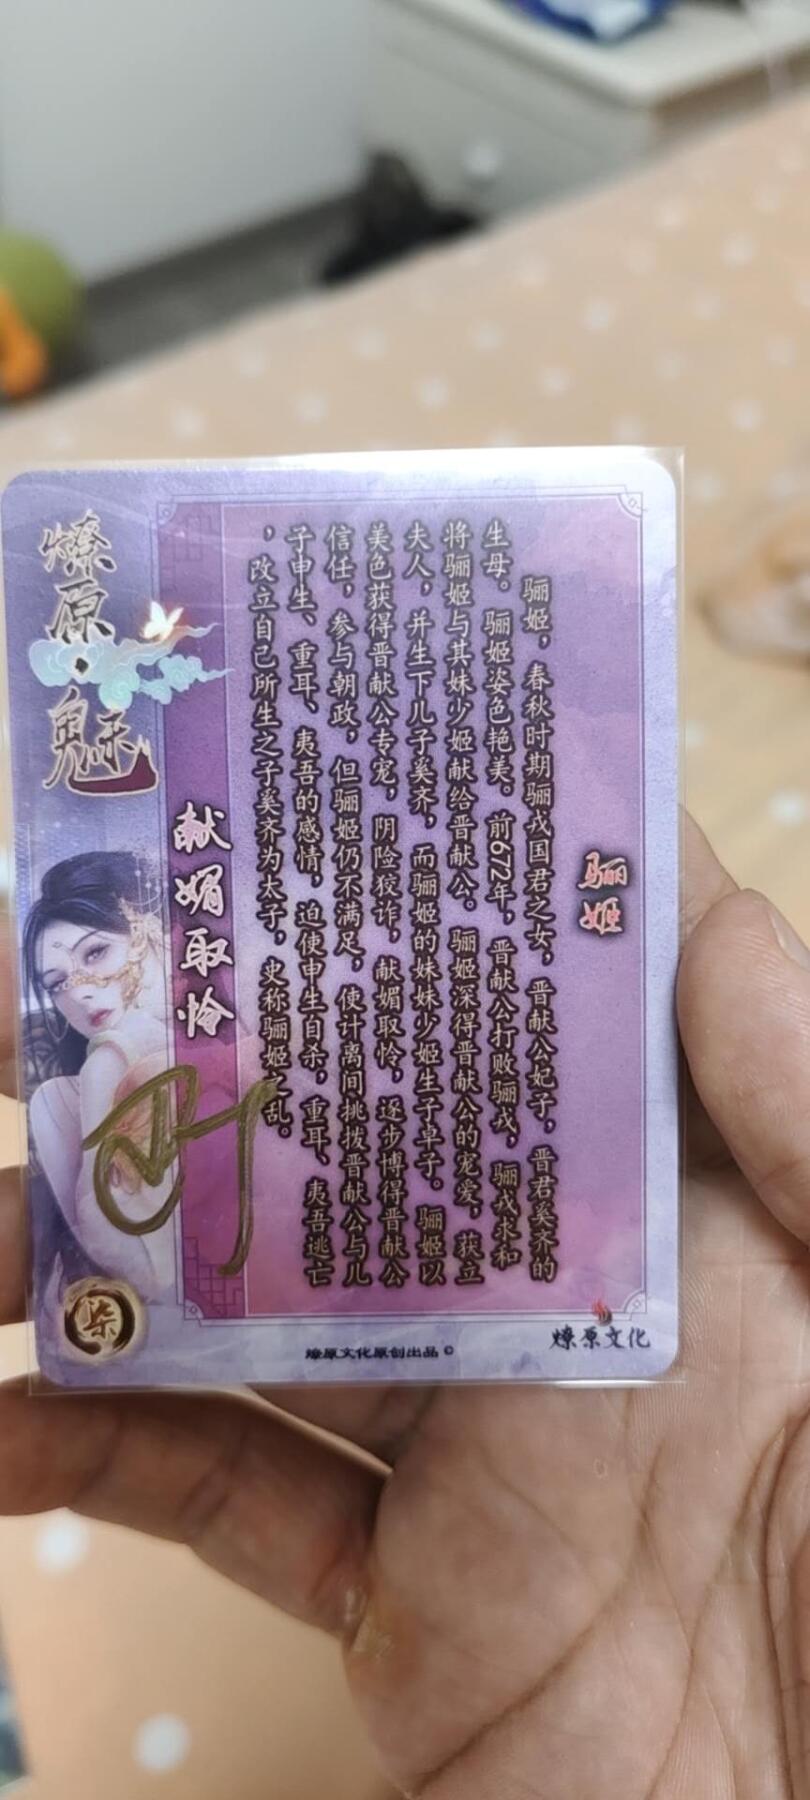 骊姬
骊姬，春秋时期骊戎国君之女，晋献公妃子，晋君奚齐的
生母。骊姬姿色艳美。前672年，晋献公打败骊戎，骊戎求和
将骊姬与其妹少姬献给晋献公。骊姬深得晋献公的宠爱，获立
夫人，并生下儿子奚齐，而骊姬的妹妹少姬生子卓子。骊姬以
美色获得晋献公专宠，阴险狡诈，献媚取怜，逐步博得晋献公
信任，参与朝政，但骊姬仍不满足，使计离间挑拨晋献公与儿
子申生、重耳、夷吾的感情，迫使申生自杀，重耳、夷吾逃亡
，改立自己所生之子奚齐为太子，史称骊姬之乱。
献媚取怜
燎原·魅
柒
燎原文化原创出品 ©
燎原文化